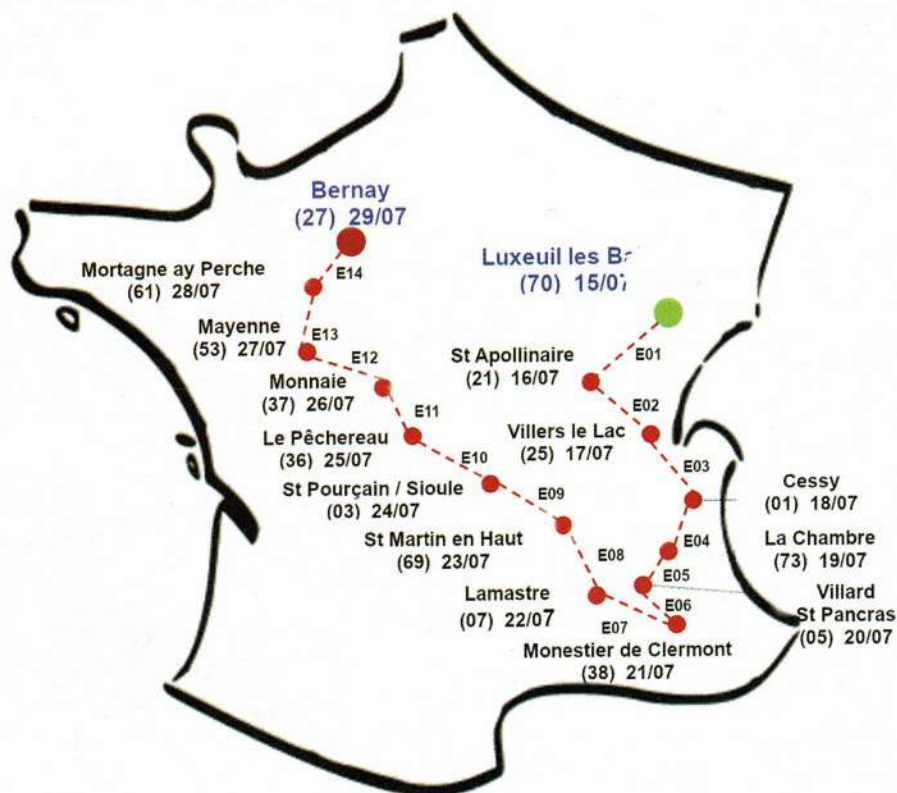 Bernay
(27) 29/07
E14
Mortagne ay Perche
(61) 28/07
E13
Mayenne
(53) 27/07
E12
Monnaie
(37) 26/07
E11
Le Pêchereau
(36) 25/07
E10
St Pourçain / Sioule
(03) 24/07
E09
St Martin en Haut
(69) 23/07
E08
Lamastre
(07) 22/07
E07
Monestier de Clermont
(38) 21/07
Luxeuil les
(70) 15/07
E01
St Apollinaire
(21) 16/07
E02
Villers le Lac
(25) 17/07
E03
Cessy
(01) 18/07
E04
La Chambre
(73) 19/07
E05
Villard
St Pancras
(05) 20/07
E06